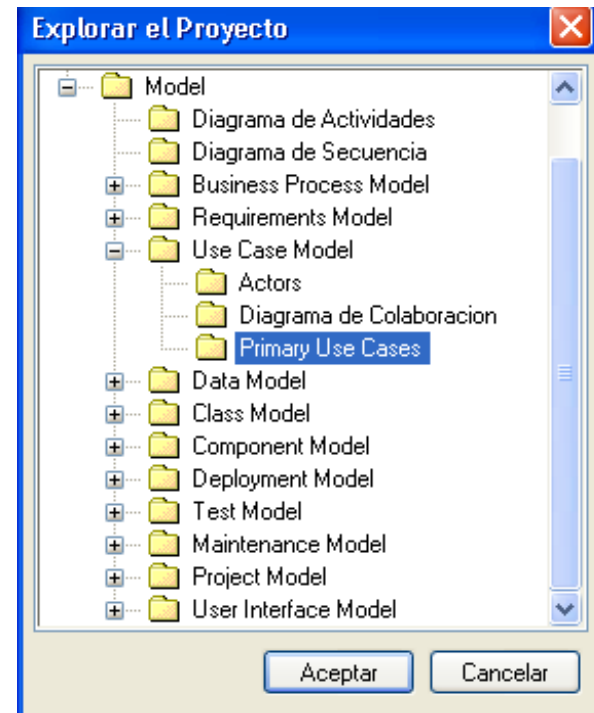 Explorar el Proyecto
Model
Diagrama de Actividades
Diagrama de Secuencia
Business Process Model
Requirements Model
Use Case Model
Actors
Diagrama de Colaboracion
Primary Use Cases
Data Model
Class Model
Component Model
Deployment Model
Test Model
Maintenance Model
Project Model
User Interface Model
Aceptar Cancelar